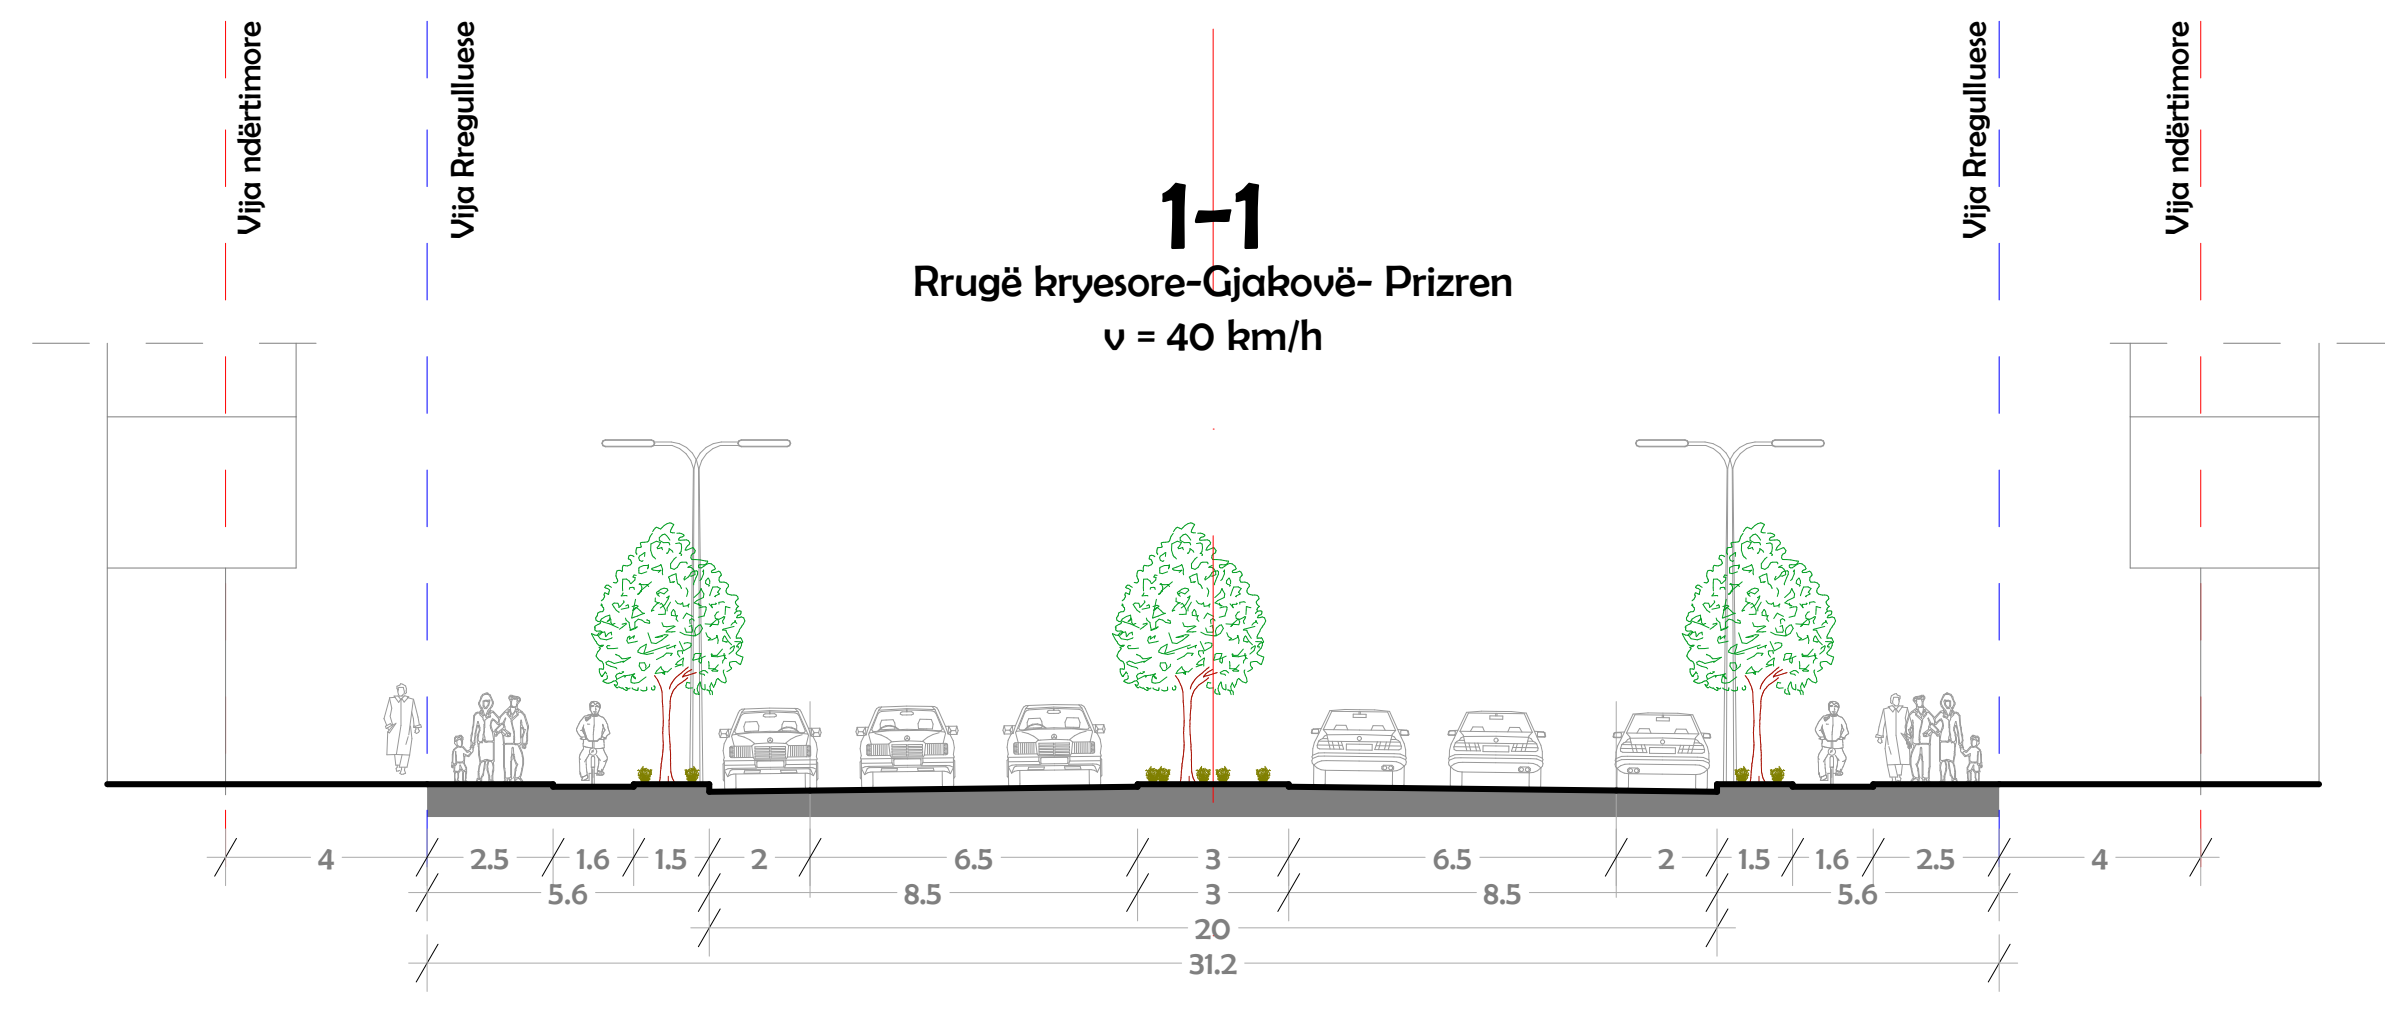 Vija ndërtimore
Vija Rregulluese
Vija Rregulluese
Vija ndërtimore
1-1
Rrugë kryesore-Gjakovë- Prizren
v = 40 km/h
4 2.5 1.6 1.5 2 6.5 3 6.5 2 1.5 1.6 2.5 4
5.6 8.5 3 8.5 5.6
20
31.2